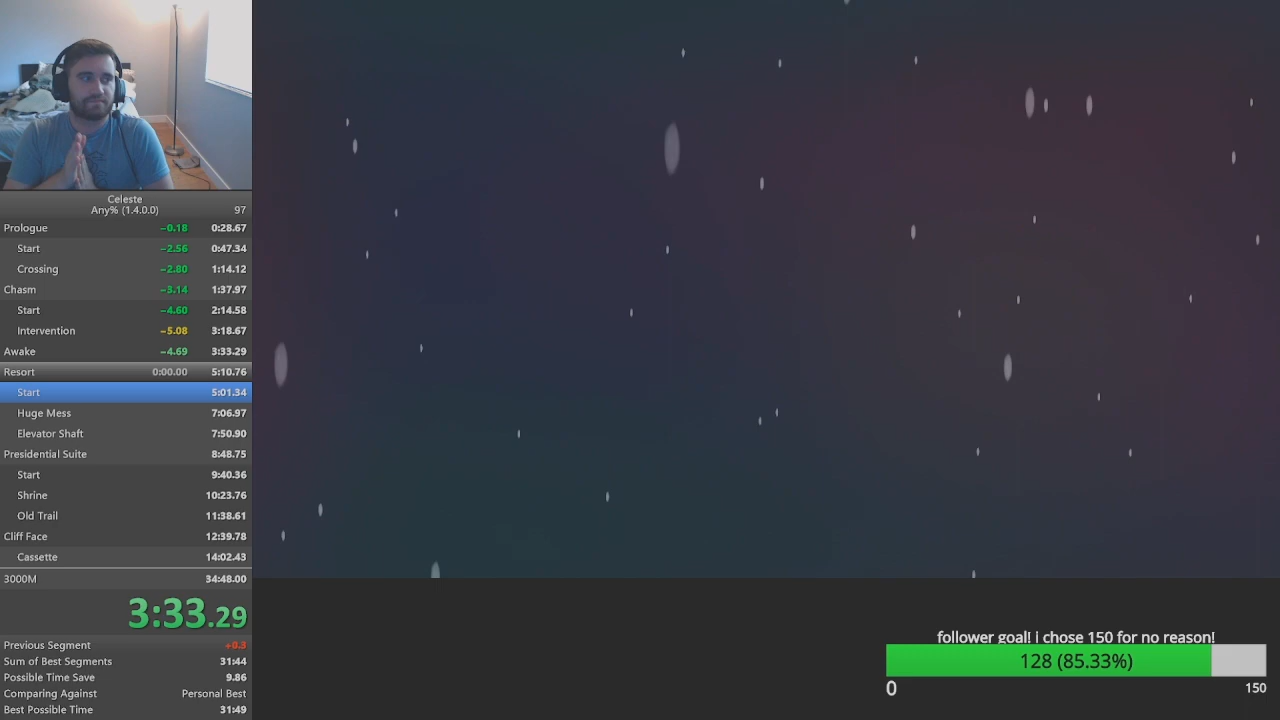 Celeste
Any% (1.4.0.0) 97
Prologue -0.18 0:28.67
Start -2.56 0:47.34
Crossing -2.80 1:14.12
Chasm -3.14 1:37.97
Start -4.60 2:14.58
Intervention -5.08 3:18.67
Awake -4.69 3:33.29
Resort 0:00.00 5:10.76
Start 5:01.34
Huge Mess 7:06.97
Elevator Shaft 7:50.90
Presidential Suite 8:48.75
Start 9:40.36
Shrine 10:23.76
Old Trail 11:38.61
Cliff Face 12:39.78
Cassette 14:02.43
3000M 34:48.00
3:33.29
Previous Segment +0.3
Sum of Best Segments 31:44
Possible Time Save 9.86
Comparing Against Personal Best
Best Possible Time 31:49
follower goal! i chose 150 for no reason!
128 (85.33%)
0 150